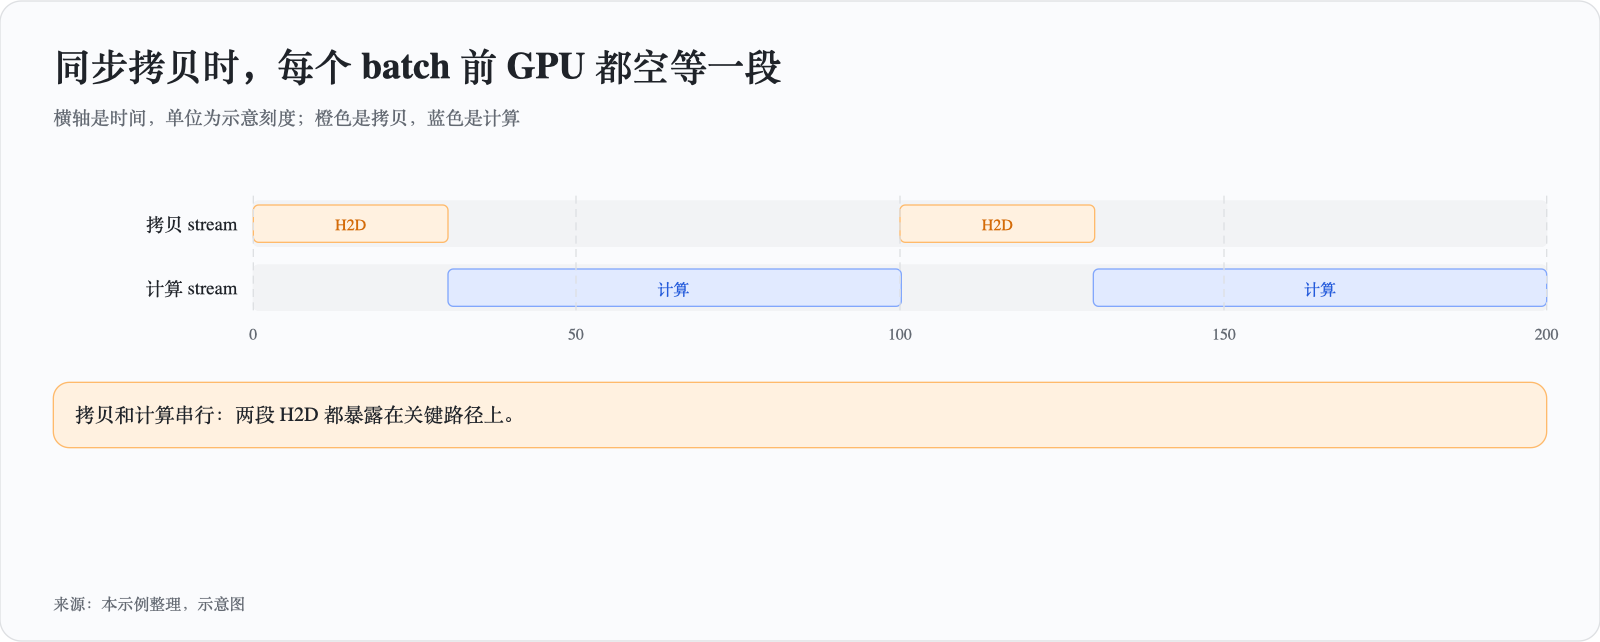 同步拷贝时，每个 batch 前 GPU 都空等一段
横轴是时间，单位为示意刻度；橙色是拷贝，蓝色是计算
拷贝 stream
H2D
H2D
计算 stream
计算
计算
0
50
100
150
200
拷贝和计算串行：两段 H2D 都暴露在关键路径上。
来源：本示例整理，示意图